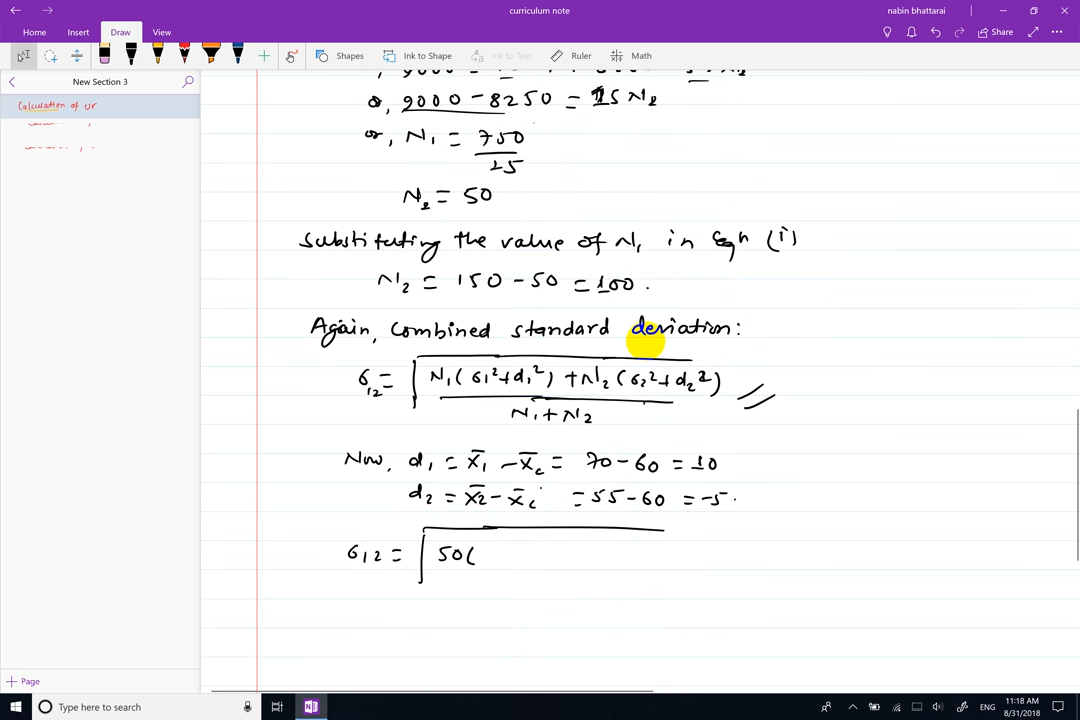 curriculum note
nabin bhattarai
Home Insert Draw View
Share
Shapes Ink to Shape Ink to Text Ruler Math
New Section 3
Calculation of ur
or, 9000 - 8250 = 15 N₂
or, N₁ = 750/15
N₂ = 50
Substituting the value of N₁ in Eqn (i)
N₂ = 150 - 50 = 100.
Again, Combined standard deviation:
σ₁₂ = √(N₁(σ₁²+d₁²) + N₂(σ₂²+d₂²) / N₁+N₂)
Now, d₁ = x̄₁ - x̄c = 70 - 60 = 10
d₂ = x̄₂ - x̄c = 55 - 60 = -5.
σ₁₂ = √50(
Page
Type here to search
ENG
11:18 AM
8/31/2018